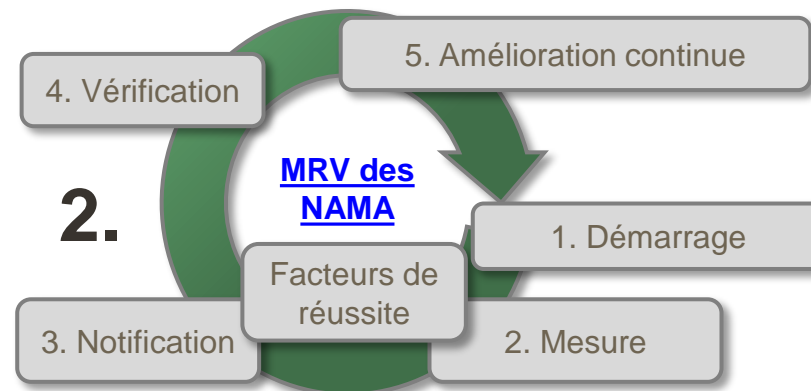 5. Amélioration continue
4. Vérification
MRV des
NAMA
2.
1. Démarrage
Facteurs de
réussite
3. Notification
2. Mesure